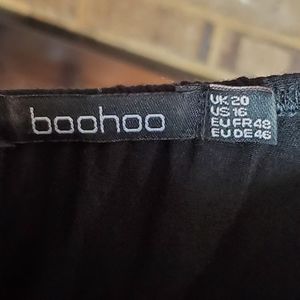 boohoo
UK 20
US 16
EU FR 48
EU DE 46